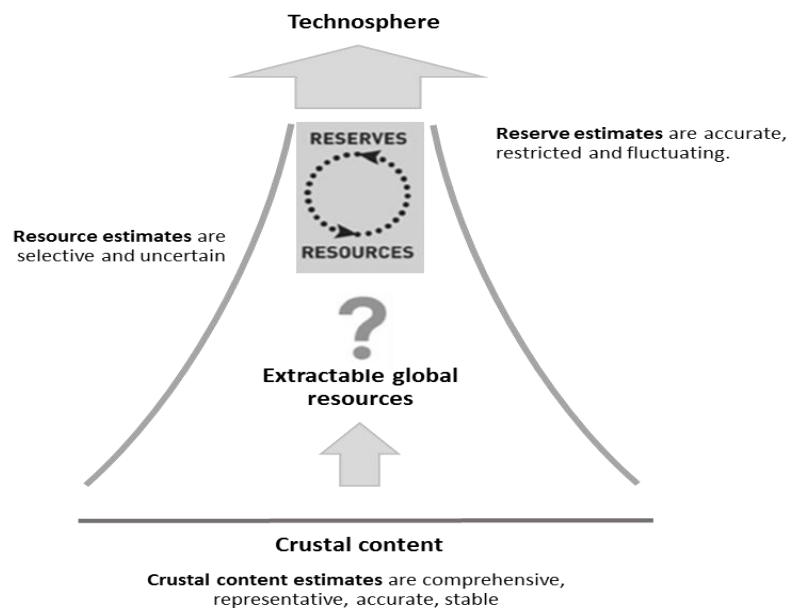 Technosphere
RESERVES
Reserve estimates are accurate,
restricted and fluctuating.
Resource estimates are
selective and uncertain
RESOURCES
?
Extractable global
resources
Crustal content
Crustal content estimates are comprehensive,
representative, accurate, stable